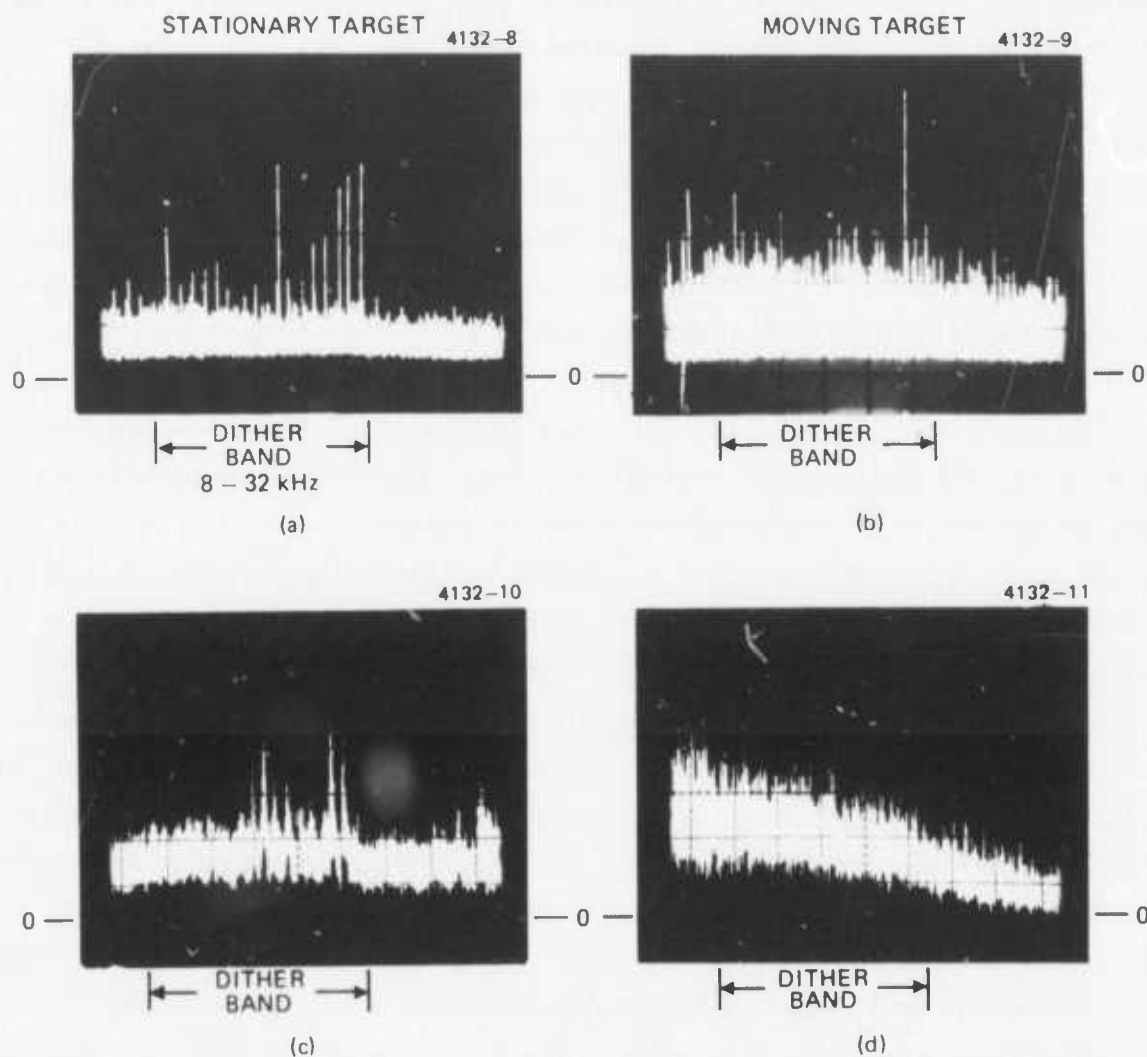 STATIONARY TARGET
4132-8
MOVING TARGET
4132-9
0
0
0
DITHER
BAND
8 – 32 kHz
DITHER
BAND
(a)
(b)
4132-10
4132-11
0
0
0
DITHER
BAND
DITHER
BAND
(c)
(d)